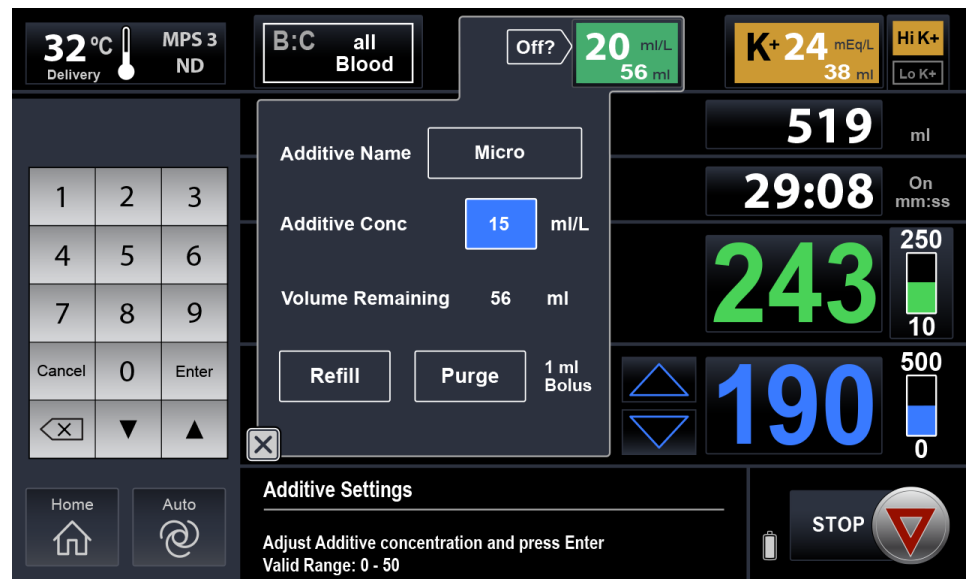 32 °C
Delivery
MPS 3
ND
B:C all
Blood
Off?
20 ml/L
56 ml
K+ 24 mEq/L
38 ml
Hi K+
Lo K+
Additive Name Micro
519 ml
1 2 3
Additive Conc 15 ml/L
29:08 On
mm:ss
4 5 6
Volume Remaining 56 ml
243
250
10
7 8 9
Cancel 0 Enter
Refill Purge 1 ml
Bolus
190
500
0
Home
Auto
Additive Settings
Adjust Additive concentration and press Enter
Valid Range: 0 - 50
STOP